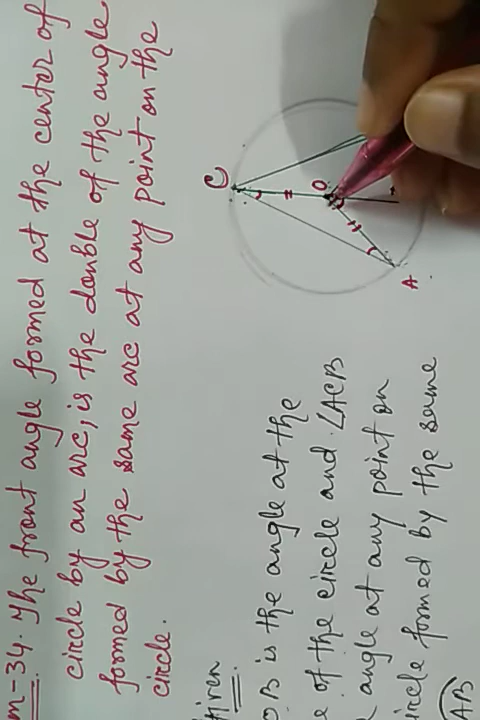 m-34. The front angle formed at the center of
circle by an arc, is the double of the angle
formed by the same arc at any point on the
circle.
Given
OB is the angle at the
e of the circle and ∠ACB
angle at any point on
ircle formed by the same
AB
C
O
A